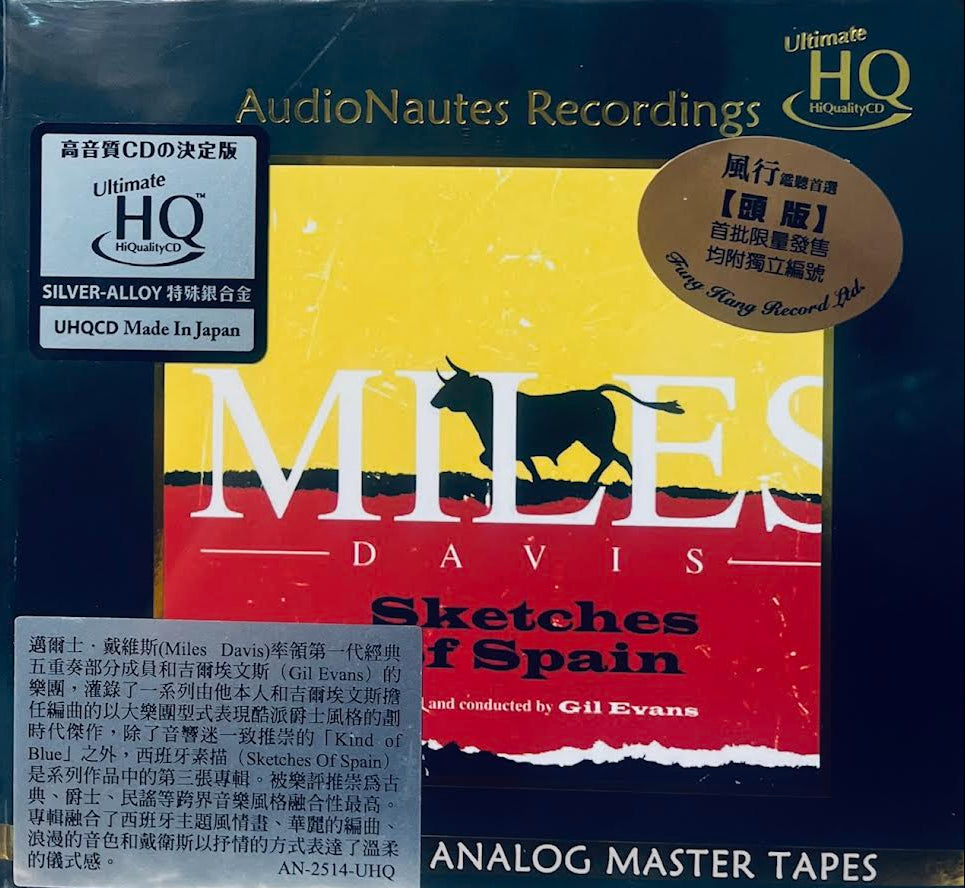 Ultimate
HQ
HiQualityCD
AudioNautes Recordings
高音質CDの決定版
Ultimate
HQ™
HiQualityCD
SILVER-ALLOY 特殊銀合金
UHQCD Made In Japan
風行鑑聽首選
【頭版】
首批限量發售
均附獨立編號
Fung Hang Record Ltd.
MILES
DAVIS
Sketches
of Spain
and conducted by Gil Evans
邁爾士．戴維斯(Miles Davis)率領第一代經典
五重奏部分成員和吉爾埃文斯（Gil Evans）的
樂團，灌錄了一系列由他本人和吉爾埃文斯擔
任編曲的以大樂團型式表現酷派爵士風格的劃
時代傑作，除了音響迷一致推崇的「Kind of
Blue」之外，西班牙素描（Sketches Of Spain）
是系列作品中的第三張專輯。被樂評推崇爲古
典、爵士、民謠等跨界音樂風格融合性最高。
專輯融合了西班牙主題風情畫、華麗的編曲、
浪漫的音色和戴衛斯以抒情的方式表達了溫柔
的儀式感。
AN-2514-UHQ
ANALOG MASTER TAPES